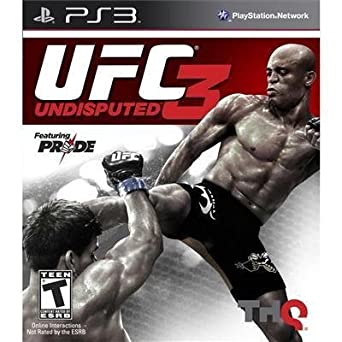 PS3
PlayStation Network
UFC
UNDISPUTED 3
Featuring
PRIDE
UFC
TEEN
T
CONTENT RATED BY
ESRB
Online Interactions
Not Rated by the ESRB
THQ